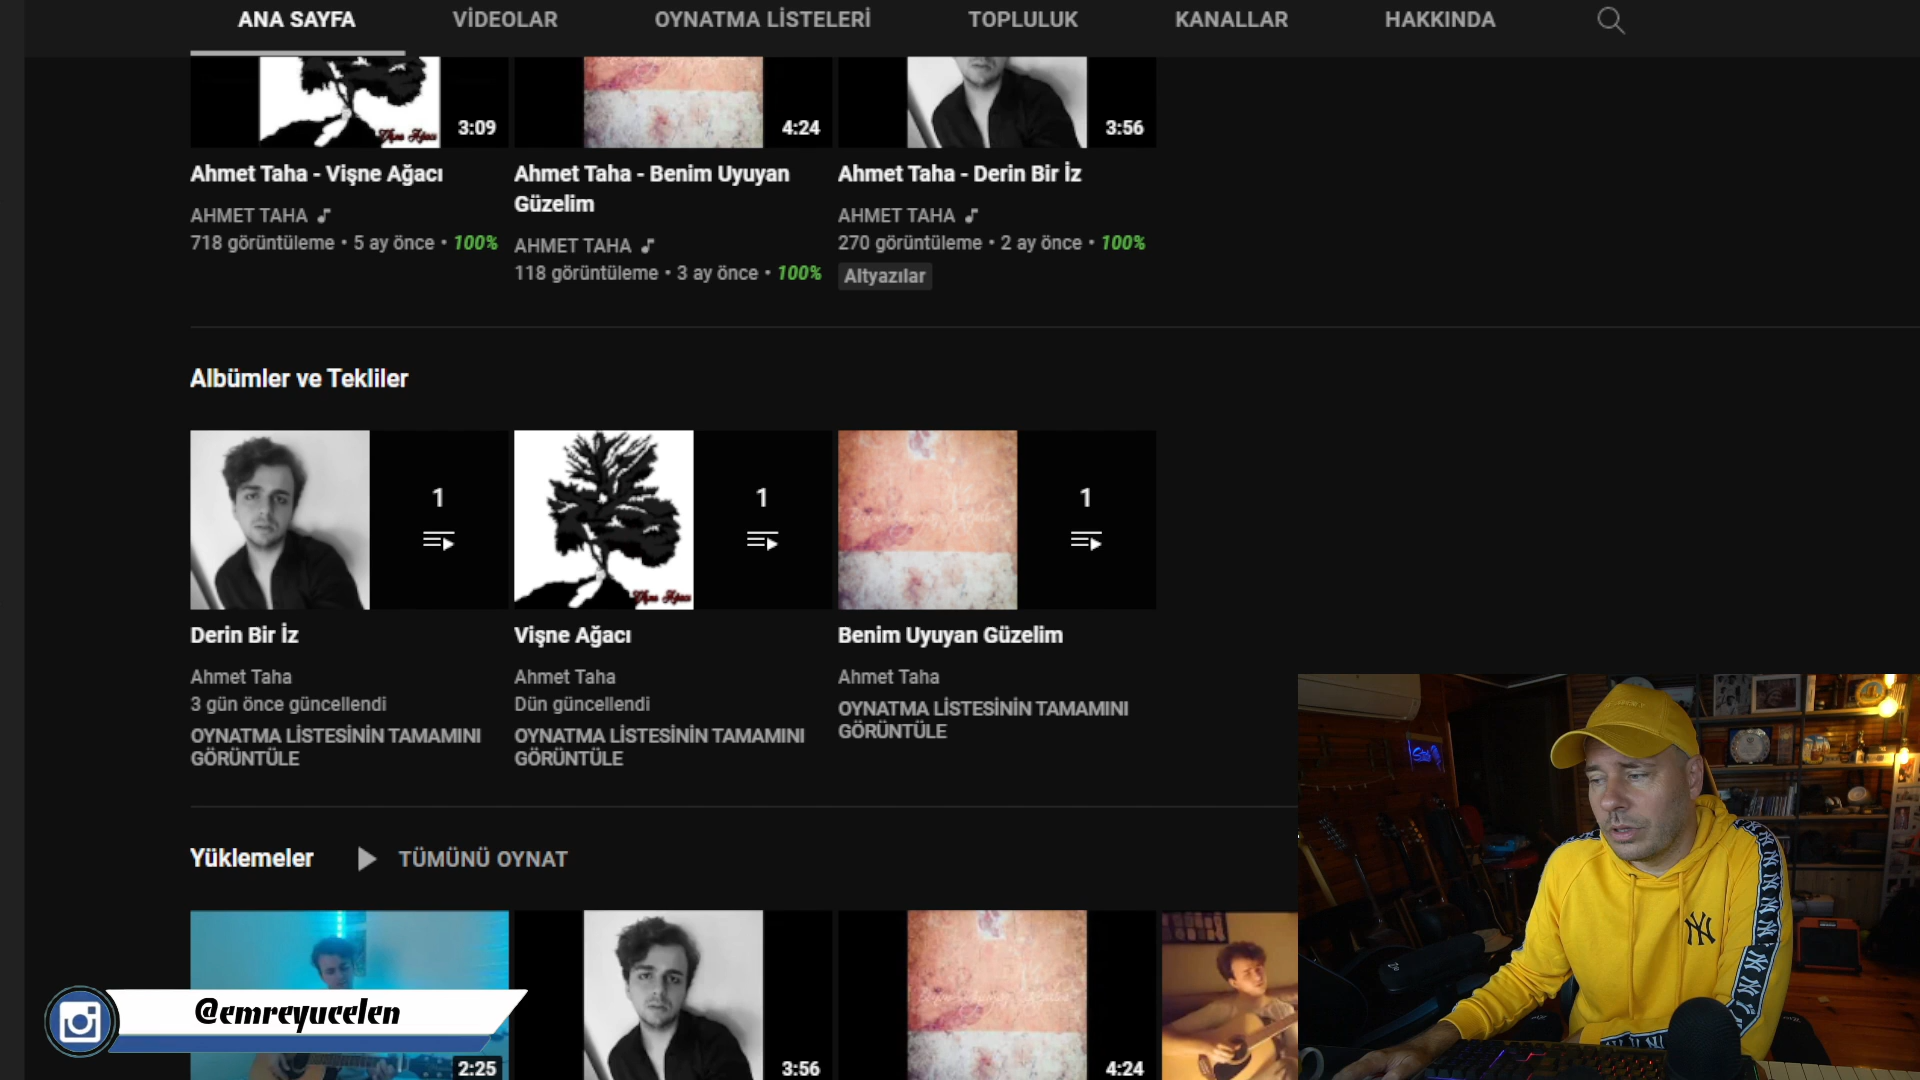 ANA SAYFA VİDEOLAR OYNATMA LİSTELERİ TOPLULUK KANALLAR HAKKINDA
Vişne Ağacı
3:09 4:24 3:56
Ahmet Taha - Vişne Ağacı
AHMET TAHA
718 görüntüleme • 5 ay önce • 100%
Ahmet Taha - Benim Uyuyan
Güzelim
AHMET TAHA
118 görüntüleme • 3 ay önce • 100%
Ahmet Taha - Derin Bir İz
AHMET TAHA
270 görüntüleme • 2 ay önce • 100%
Altyazılar
Albümler ve Tekliler
1 1 1
Vişne Ağacı
Derin Bir İz
Ahmet Taha
3 gün önce güncellendi
OYNATMA LİSTESİNİN TAMAMINI
GÖRÜNTÜLE
Vişne Ağacı
Ahmet Taha
Dün güncellendi
OYNATMA LİSTESİNİN TAMAMINI
GÖRÜNTÜLE
Benim Uyuyan Güzelim
Ahmet Taha
OYNATMA LİSTESİNİN TAMAMINI
GÖRÜNTÜLE
Yüklemeler TÜMÜNÜ OYNAT
@emreyucelen
2:25 3:56 4:24
NY